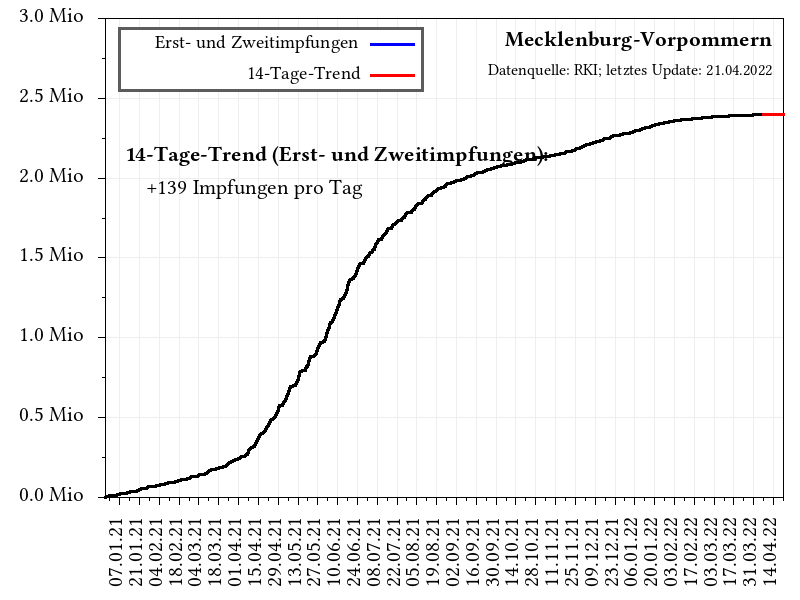 3.0 Mio
2.5 Mio
2.0 Mio
1.5 Mio
1.0 Mio
0.5 Mio
0.0 Mio
Erst- und Zweitimpfungen
14-Tage-Trend
Mecklenburg-Vorpommern
Datenquelle: RKI; letztes Update: 21.04.2022
14-Tage-Trend (Erst- und Zweitimpfungen):
+139 Impfungen pro Tag
07.01.21
21.01.21
04.02.21
18.02.21
04.03.21
18.03.21
01.04.21
15.04.21
29.04.21
13.05.21
27.05.21
10.06.21
24.06.21
08.07.21
22.07.21
05.08.21
19.08.21
02.09.21
16.09.21
30.09.21
14.10.21
28.10.21
11.11.21
25.11.21
09.12.21
23.12.21
06.01.22
20.01.22
03.02.22
17.02.22
03.03.22
17.03.22
31.03.22
14.04.22